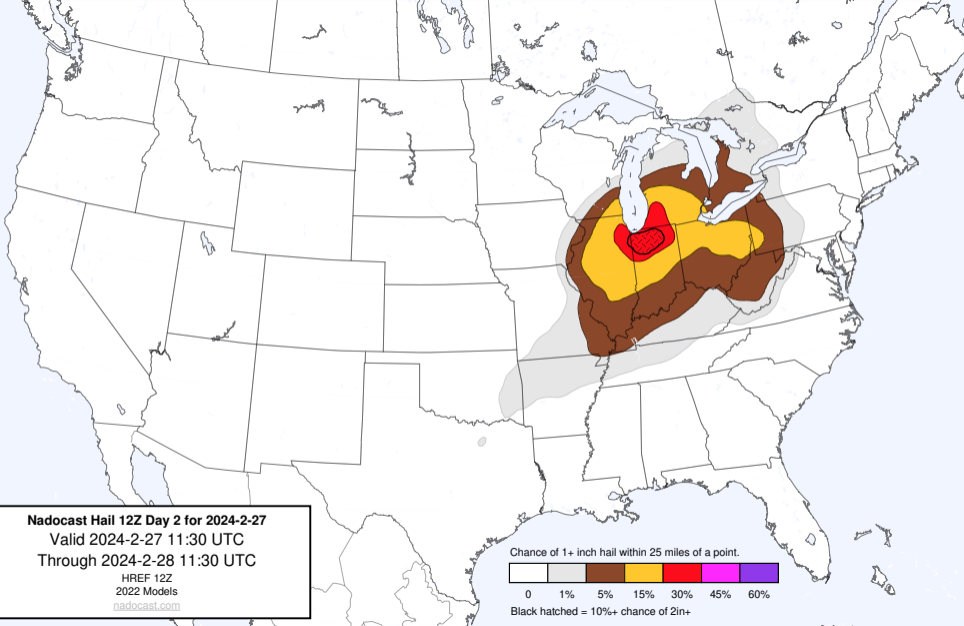 Nadocast Hail 12Z Day 2 for 2024-2-27
Valid 2024-2-27 11:30 UTC
Through 2024-2-28 11:30 UTC
HREF 12Z
2022 Models
nadocast.com
Chance of 1+ inch hail within 25 miles of a point.
0 1% 5% 15% 30% 45% 60%
Black hatched = 10%+ chance of 2in+